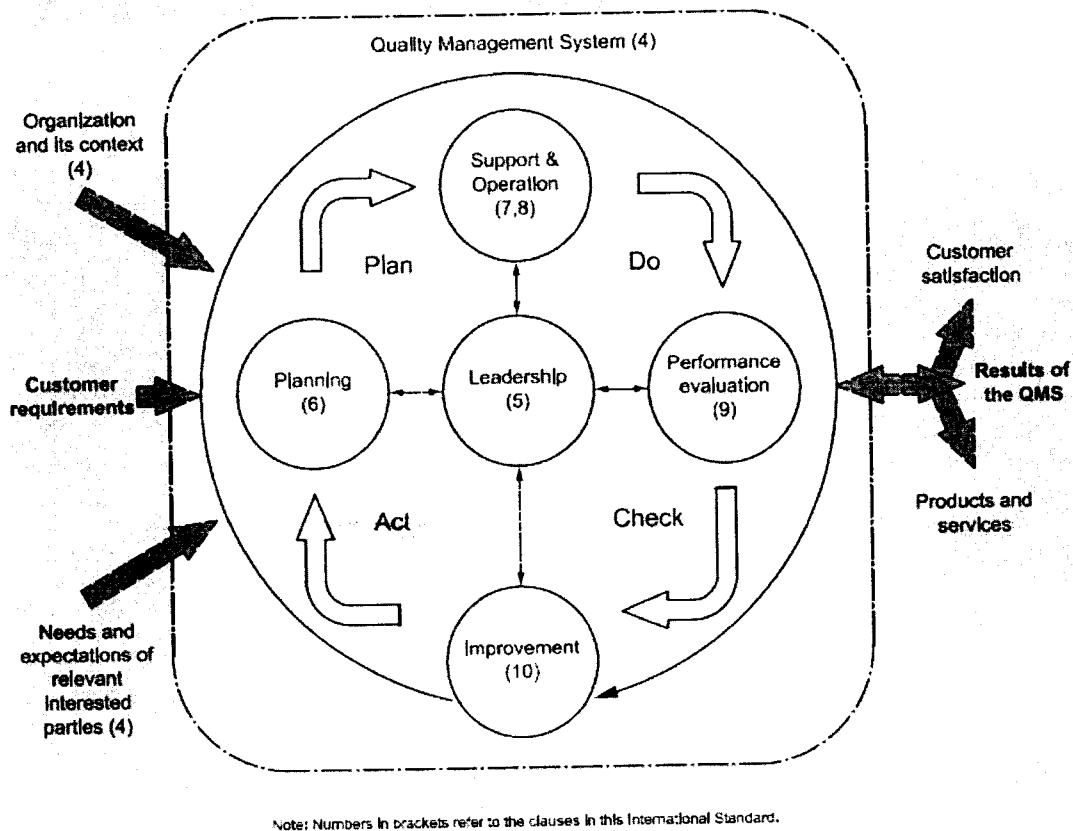 Quality Management System (4)
Organization
and its context
(4)
Support &
Operation
(7,8)
Plan
Do
Customer
satisfaction
Customer
requirements
Planning
(6)
Leadership
(5)
Performance
evaluation
(9)
Results of
the QMS
Act
Check
Products and
services
Needs and
expectations of
relevant
interested
parties (4)
Improvement
(10)
Note: Numbers in brackets refer to the clauses in this International Standard.